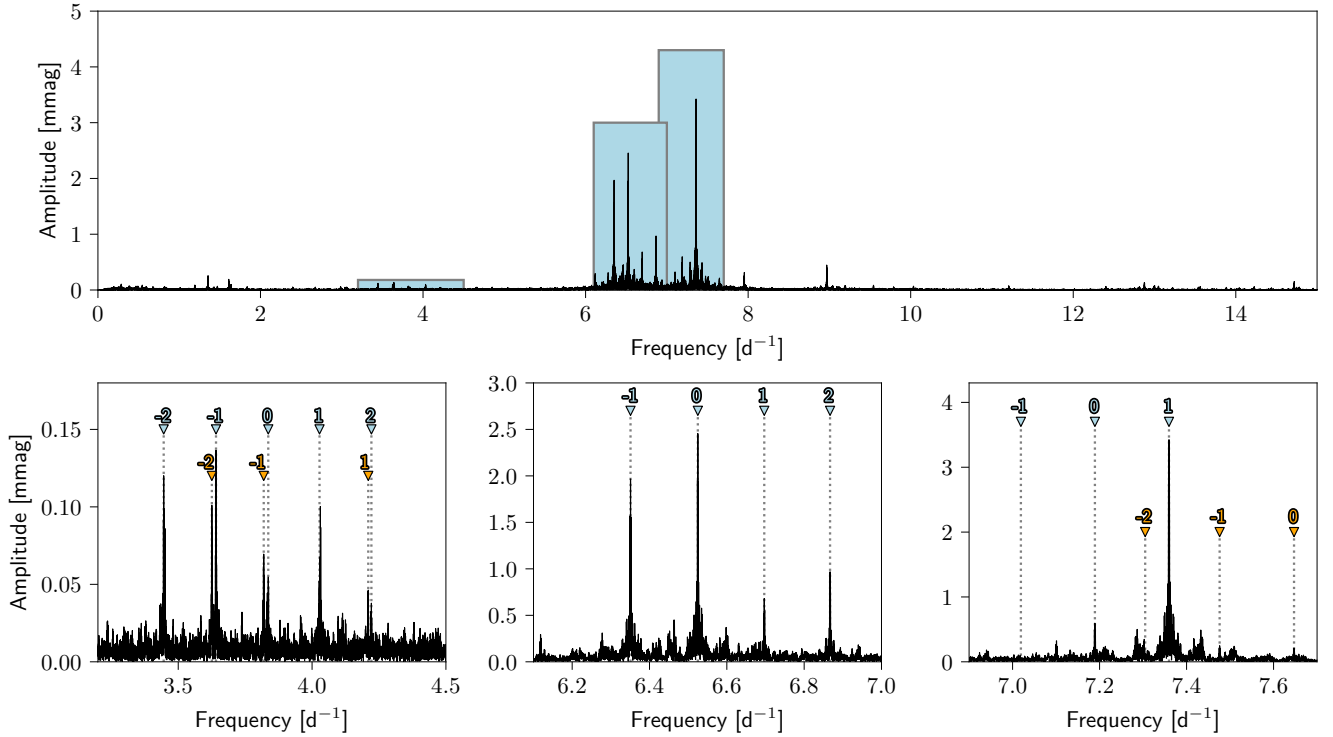 5
4
3
2
1
0
Amplitude [mmag]
0 2 4 6 8 10 12 14
Frequency [d⁻¹]
-2 -1 0 1 2
-2 -1 1
0.15
0.10
0.05
0.00
Amplitude [mmag]
3.5 4.0 4.5
Frequency [d⁻¹]
-1 0 1 2
3.0
2.5
2.0
1.5
1.0
0.5
0.0
6.2 6.4 6.6 6.8 7.0
Frequency [d⁻¹]
-1 0 1
-2 -1 0
4
3
2
1
0
7.0 7.2 7.4 7.6
Frequency [d⁻¹]